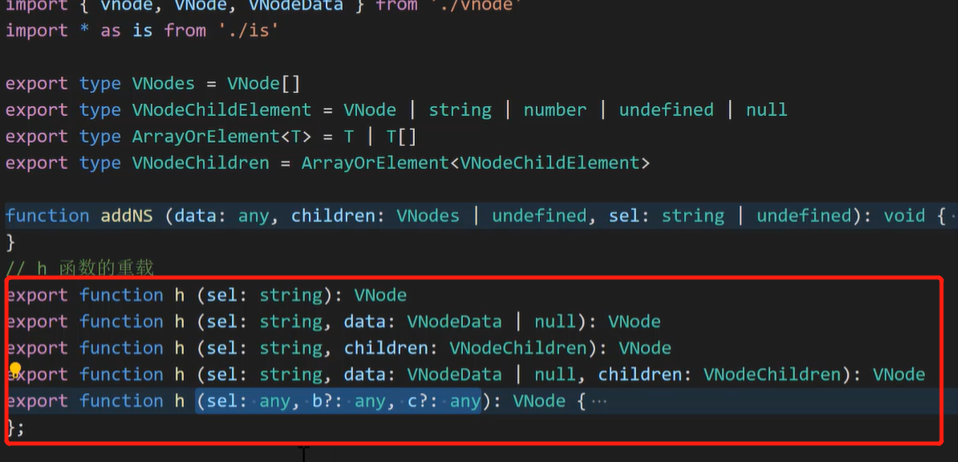 import { vnode, VNode, VNodeData } from './vnode'
import * as is from './is'
export type VNodes = VNode[]
export type VNodeChildElement = VNode | string | number | undefined | null
export type ArrayOrElement<T> = T | T[]
export type VNodeChildren = ArrayOrElement<VNodeChildElement>
function addNS (data: any, children: VNodes | undefined, sel: string | undefined): void {
}
// h 函数的重载
export function h (sel: string): VNode
export function h (sel: string, data: VNodeData | null): VNode
export function h (sel: string, children: VNodeChildren): VNode
export function h (sel: string, data: VNodeData | null, children: VNodeChildren): VNode
export function h (sel: any, b?: any, c?: any): VNode { ···
};